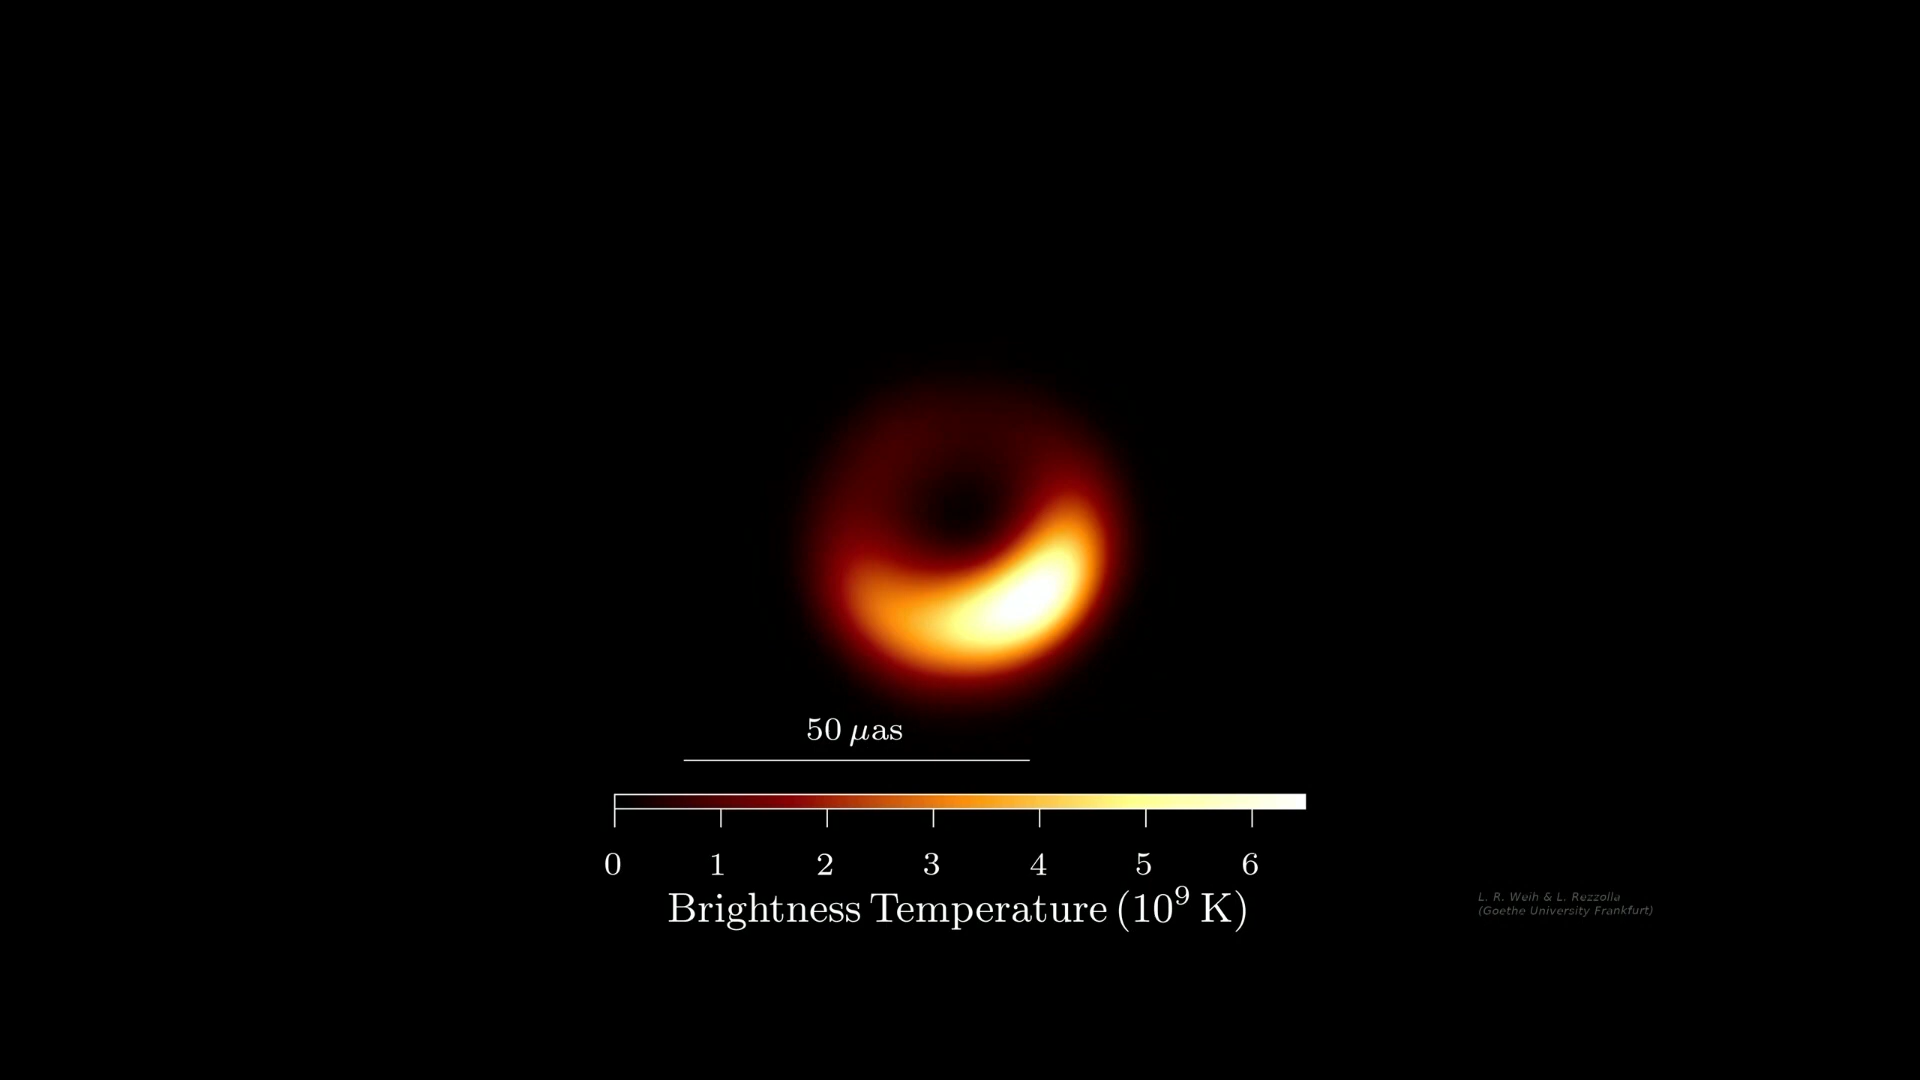 50 μas
0 1 2 3 4 5 6
Brightness Temperature (10⁹ K)
L. R. Weih & L. Rezzolla
(Goethe University Frankfurt)